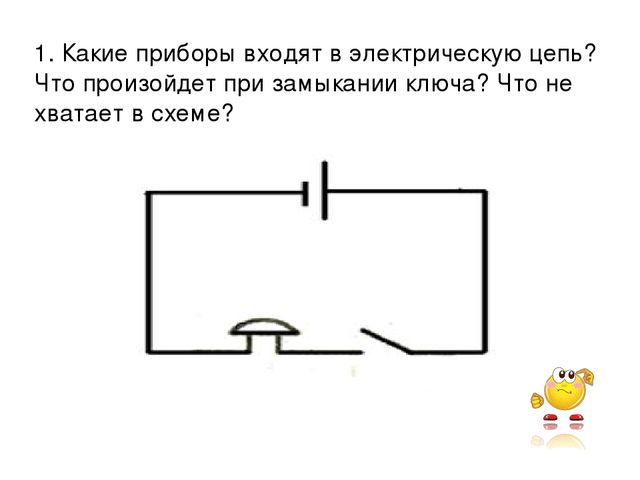 1. Какие приборы входят в электрическую цепь?
Что произойдет при замыкании ключа? Что не
хватает в схеме?